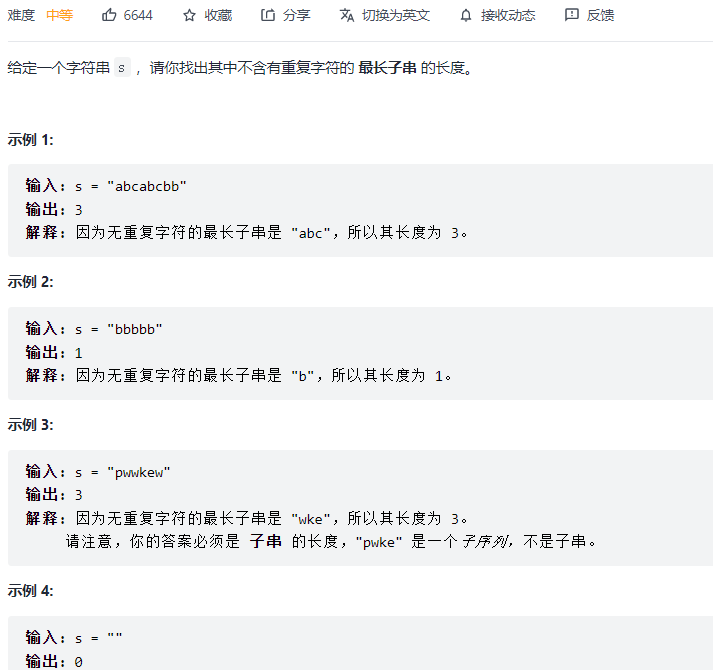 难度 中等 6644 收藏 分享 切换为英文 接收动态 反馈
给定一个字符串 s ，请你找出其中不含有重复字符的 最长子串 的长度。
示例 1:
输入: s = "abcabcbb"
输出: 3
解释: 因为无重复字符的最长子串是 "abc"，所以其长度为 3。
示例 2:
输入: s = "bbbbb"
输出: 1
解释: 因为无重复字符的最长子串是 "b"，所以其长度为 1。
示例 3:
输入: s = "pwwkew"
输出: 3
解释: 因为无重复字符的最长子串是 "wke"，所以其长度为 3。
请注意，你的答案必须是 子串 的长度，"pwke" 是一个子序列，不是子串。
示例 4:
输入: s = ""
输出: 0